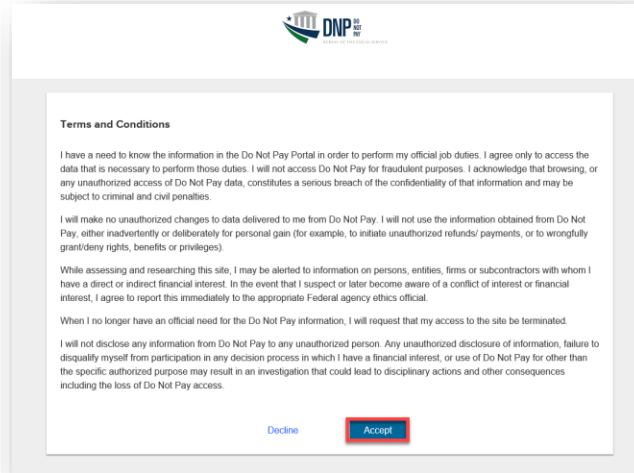 DNP DO NOT PAY
BUREAU OF THE FISCAL SERVICE
Terms and Conditions
I have a need to know the information in the Do Not Pay Portal in order to perform my official job duties. I agree only to access the
data that is necessary to perform those duties. I will not access Do Not Pay for fraudulent purposes. I acknowledge that browsing, or
any unauthorized access of Do Not Pay data, constitutes a serious breach of the confidentiality of that information and may be
subject to criminal and civil penalties.
I will make no unauthorized changes to data delivered to me from Do Not Pay. I will not use the information obtained from Do Not
Pay, either inadvertently or deliberately for personal gain (for example, to initiate unauthorized refunds/ payments, or to wrongfully
grant/deny rights, benefits or privileges).
While assessing and researching this site, I may be alerted to information on persons, entities, firms or subcontractors with whom I
have a direct or indirect financial interest. In the event that I suspect or later become aware of a conflict of interest or financial
interest, I agree to report this immediately to the appropriate Federal agency ethics official.
When I no longer have an official need for the Do Not Pay information, I will request that my access to the site be terminated.
I will not disclose any information from Do Not Pay to any unauthorized person. Any unauthorized disclosure of information, failure to
disqualify myself from participation in any decision process in which I have a financial interest, or use of Do Not Pay for other than
the specific authorized purpose may result in an investigation that could lead to disciplinary actions and other consequences
including the loss of Do Not Pay access.
Decline Accept